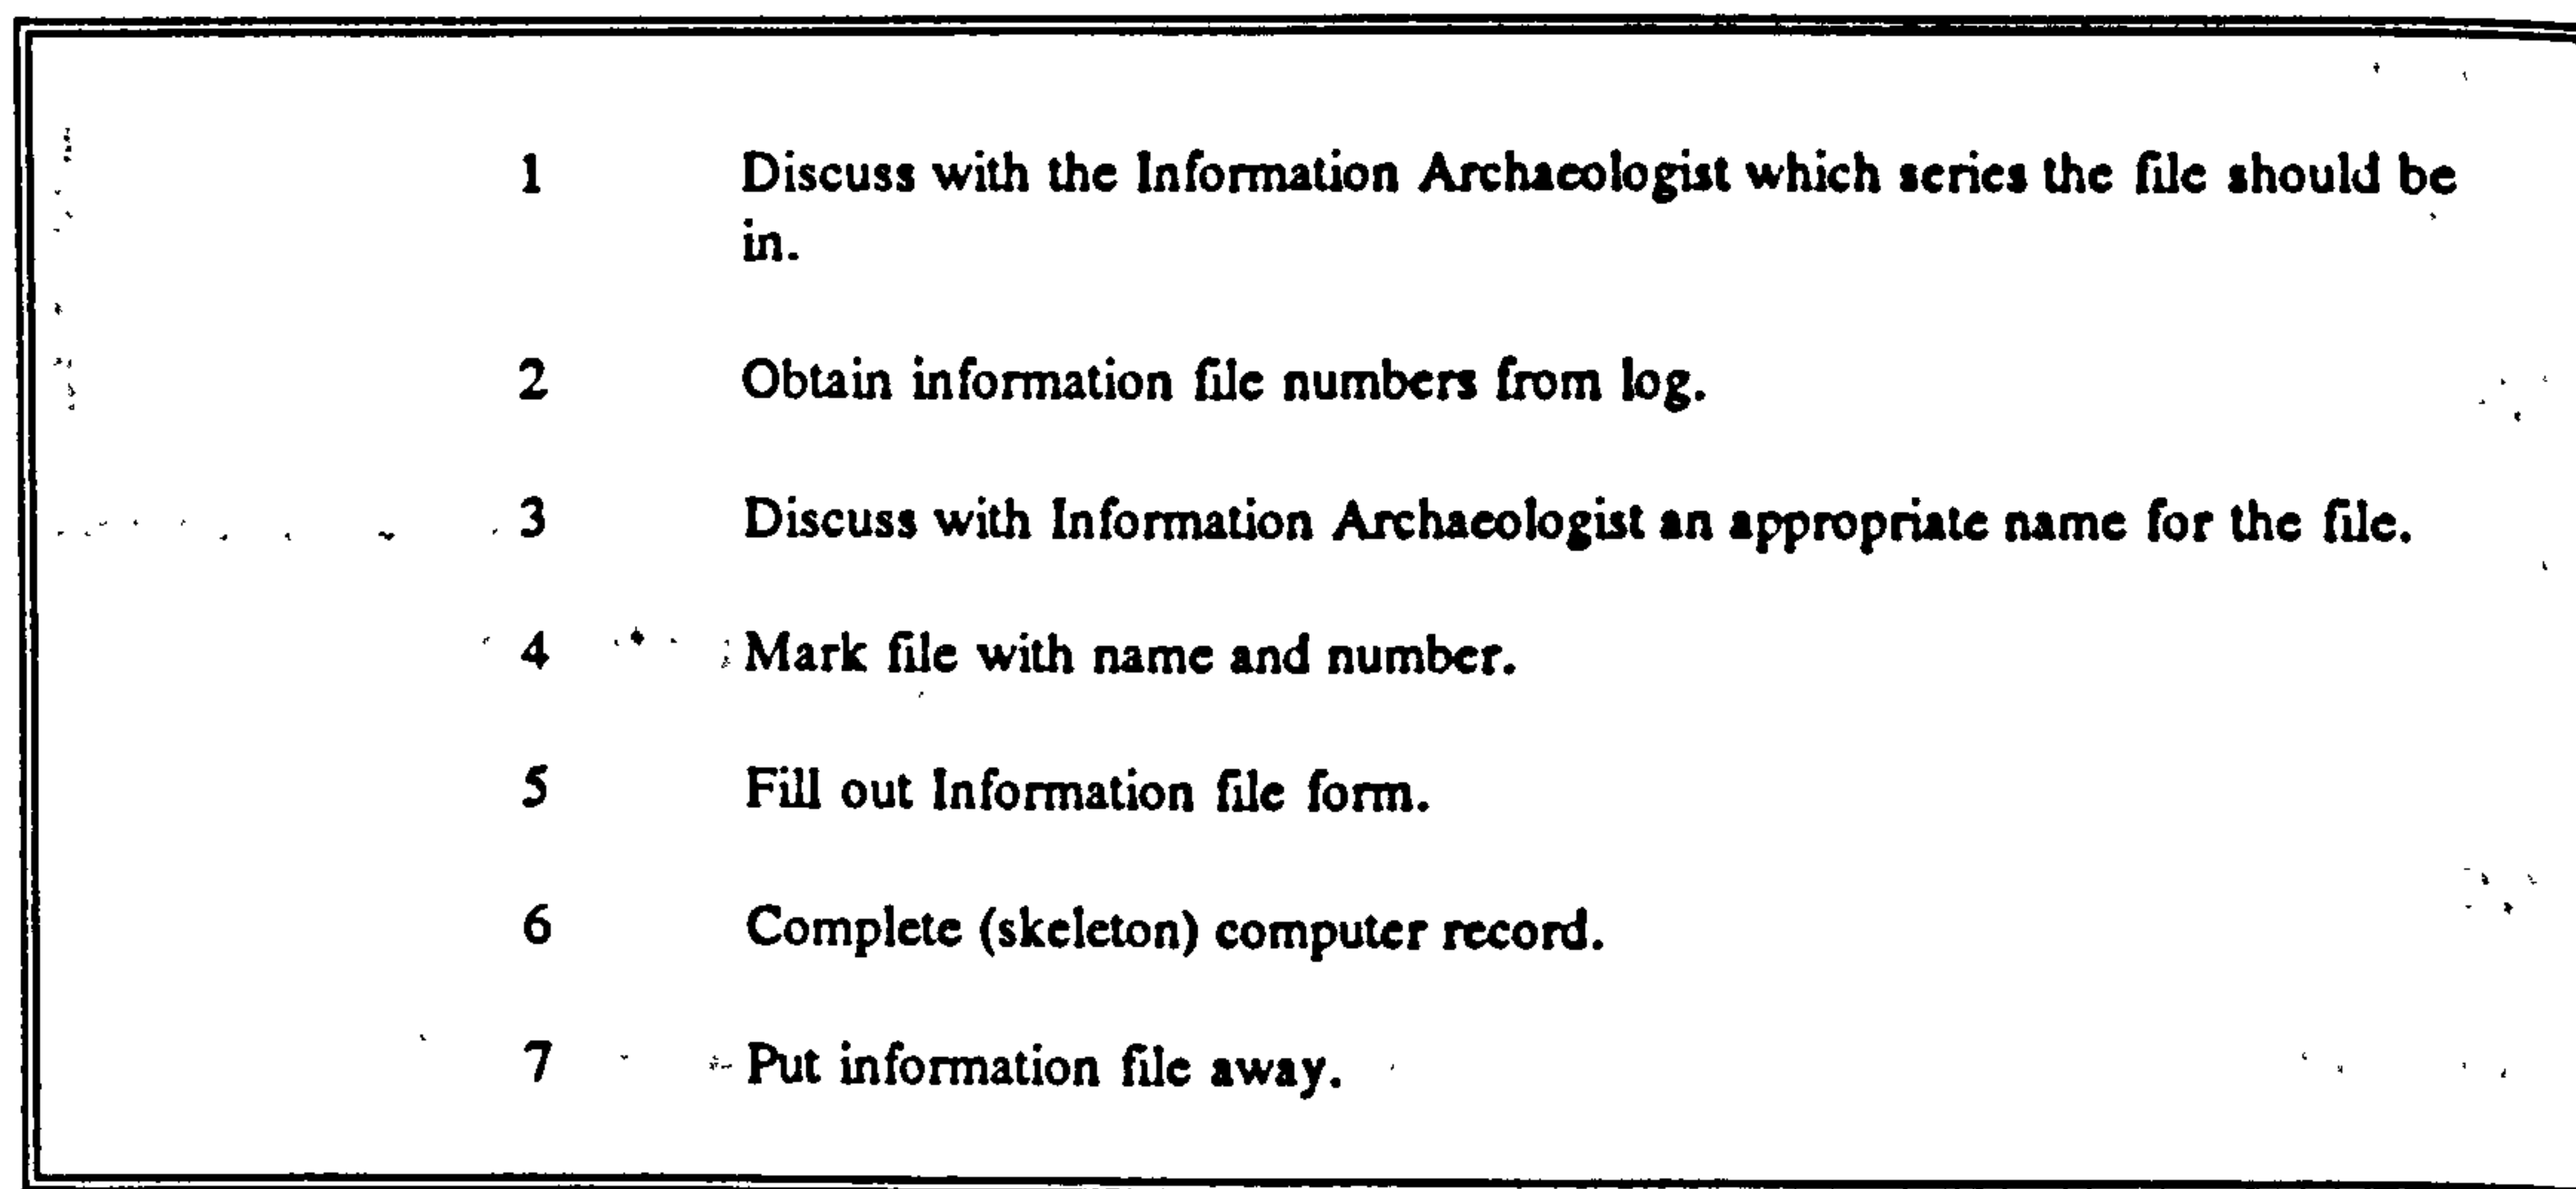 1 Discuss with the Information Archaeologist which series the file should be
in.
2 Obtain information file numbers from log.
3 Discuss with Information Archaeologist an appropriate name for the file.
4 Mark file with name and number.
5 Fill out Information file form.
6 Complete (skeleton) computer record.
7 Put information file away.